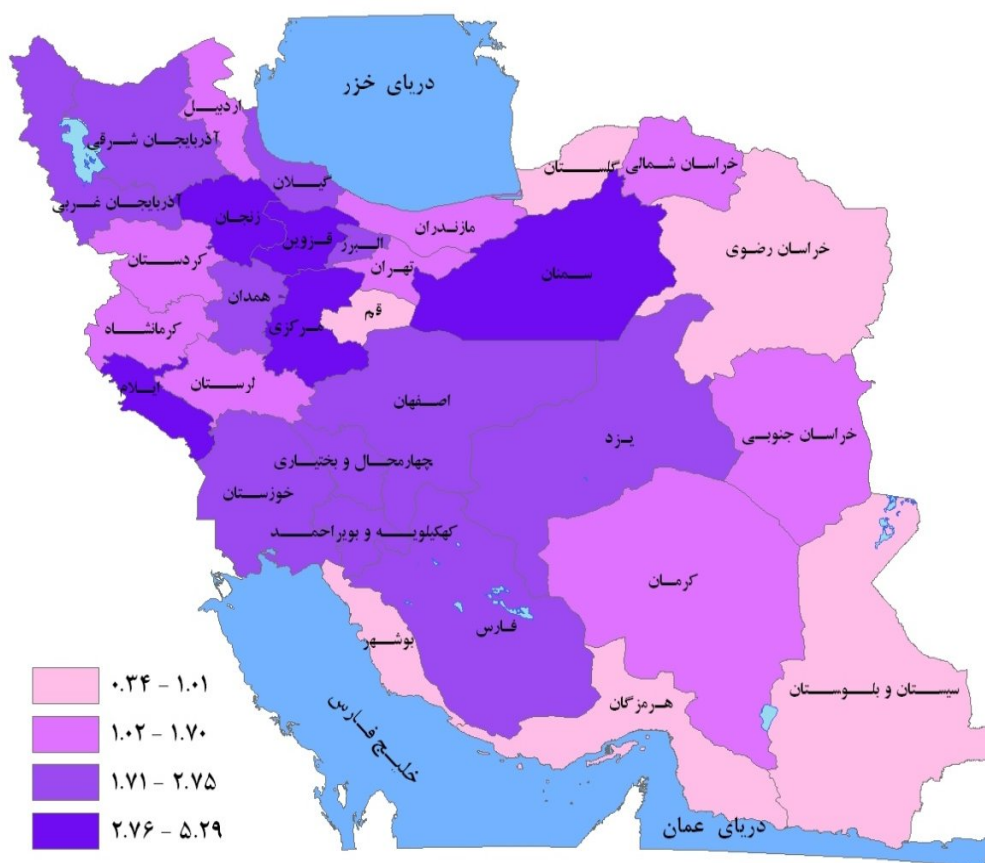 دریای خزر
اردبیل
آذربایجان شرقی
گیلان
آذربایجان غربی
زنجان
قزوین
البرز
مازندران
گلستان
خراسان شمالی
خراسان رضوی
کردستان
تهران
سمنان
همدان
قم
مرکزی
کرمانشاه
ایلام
لرستان
اصفهان
یزد
خراسان جنوبی
چهارمحال و بختیاری
خوزستان
کهکیلویه و بویراحمد
کرمان
فارس
بوشهر
هرمزگان
سیستان و بلوستان
خلیج فارس
دریای عمان
۰.۳۴ - ۱.۰۱
۱.۰۲ - ۱.۷۰
۱.۷۱ - ۲.۷۵
۲.۷۶ - ۵.۲۹